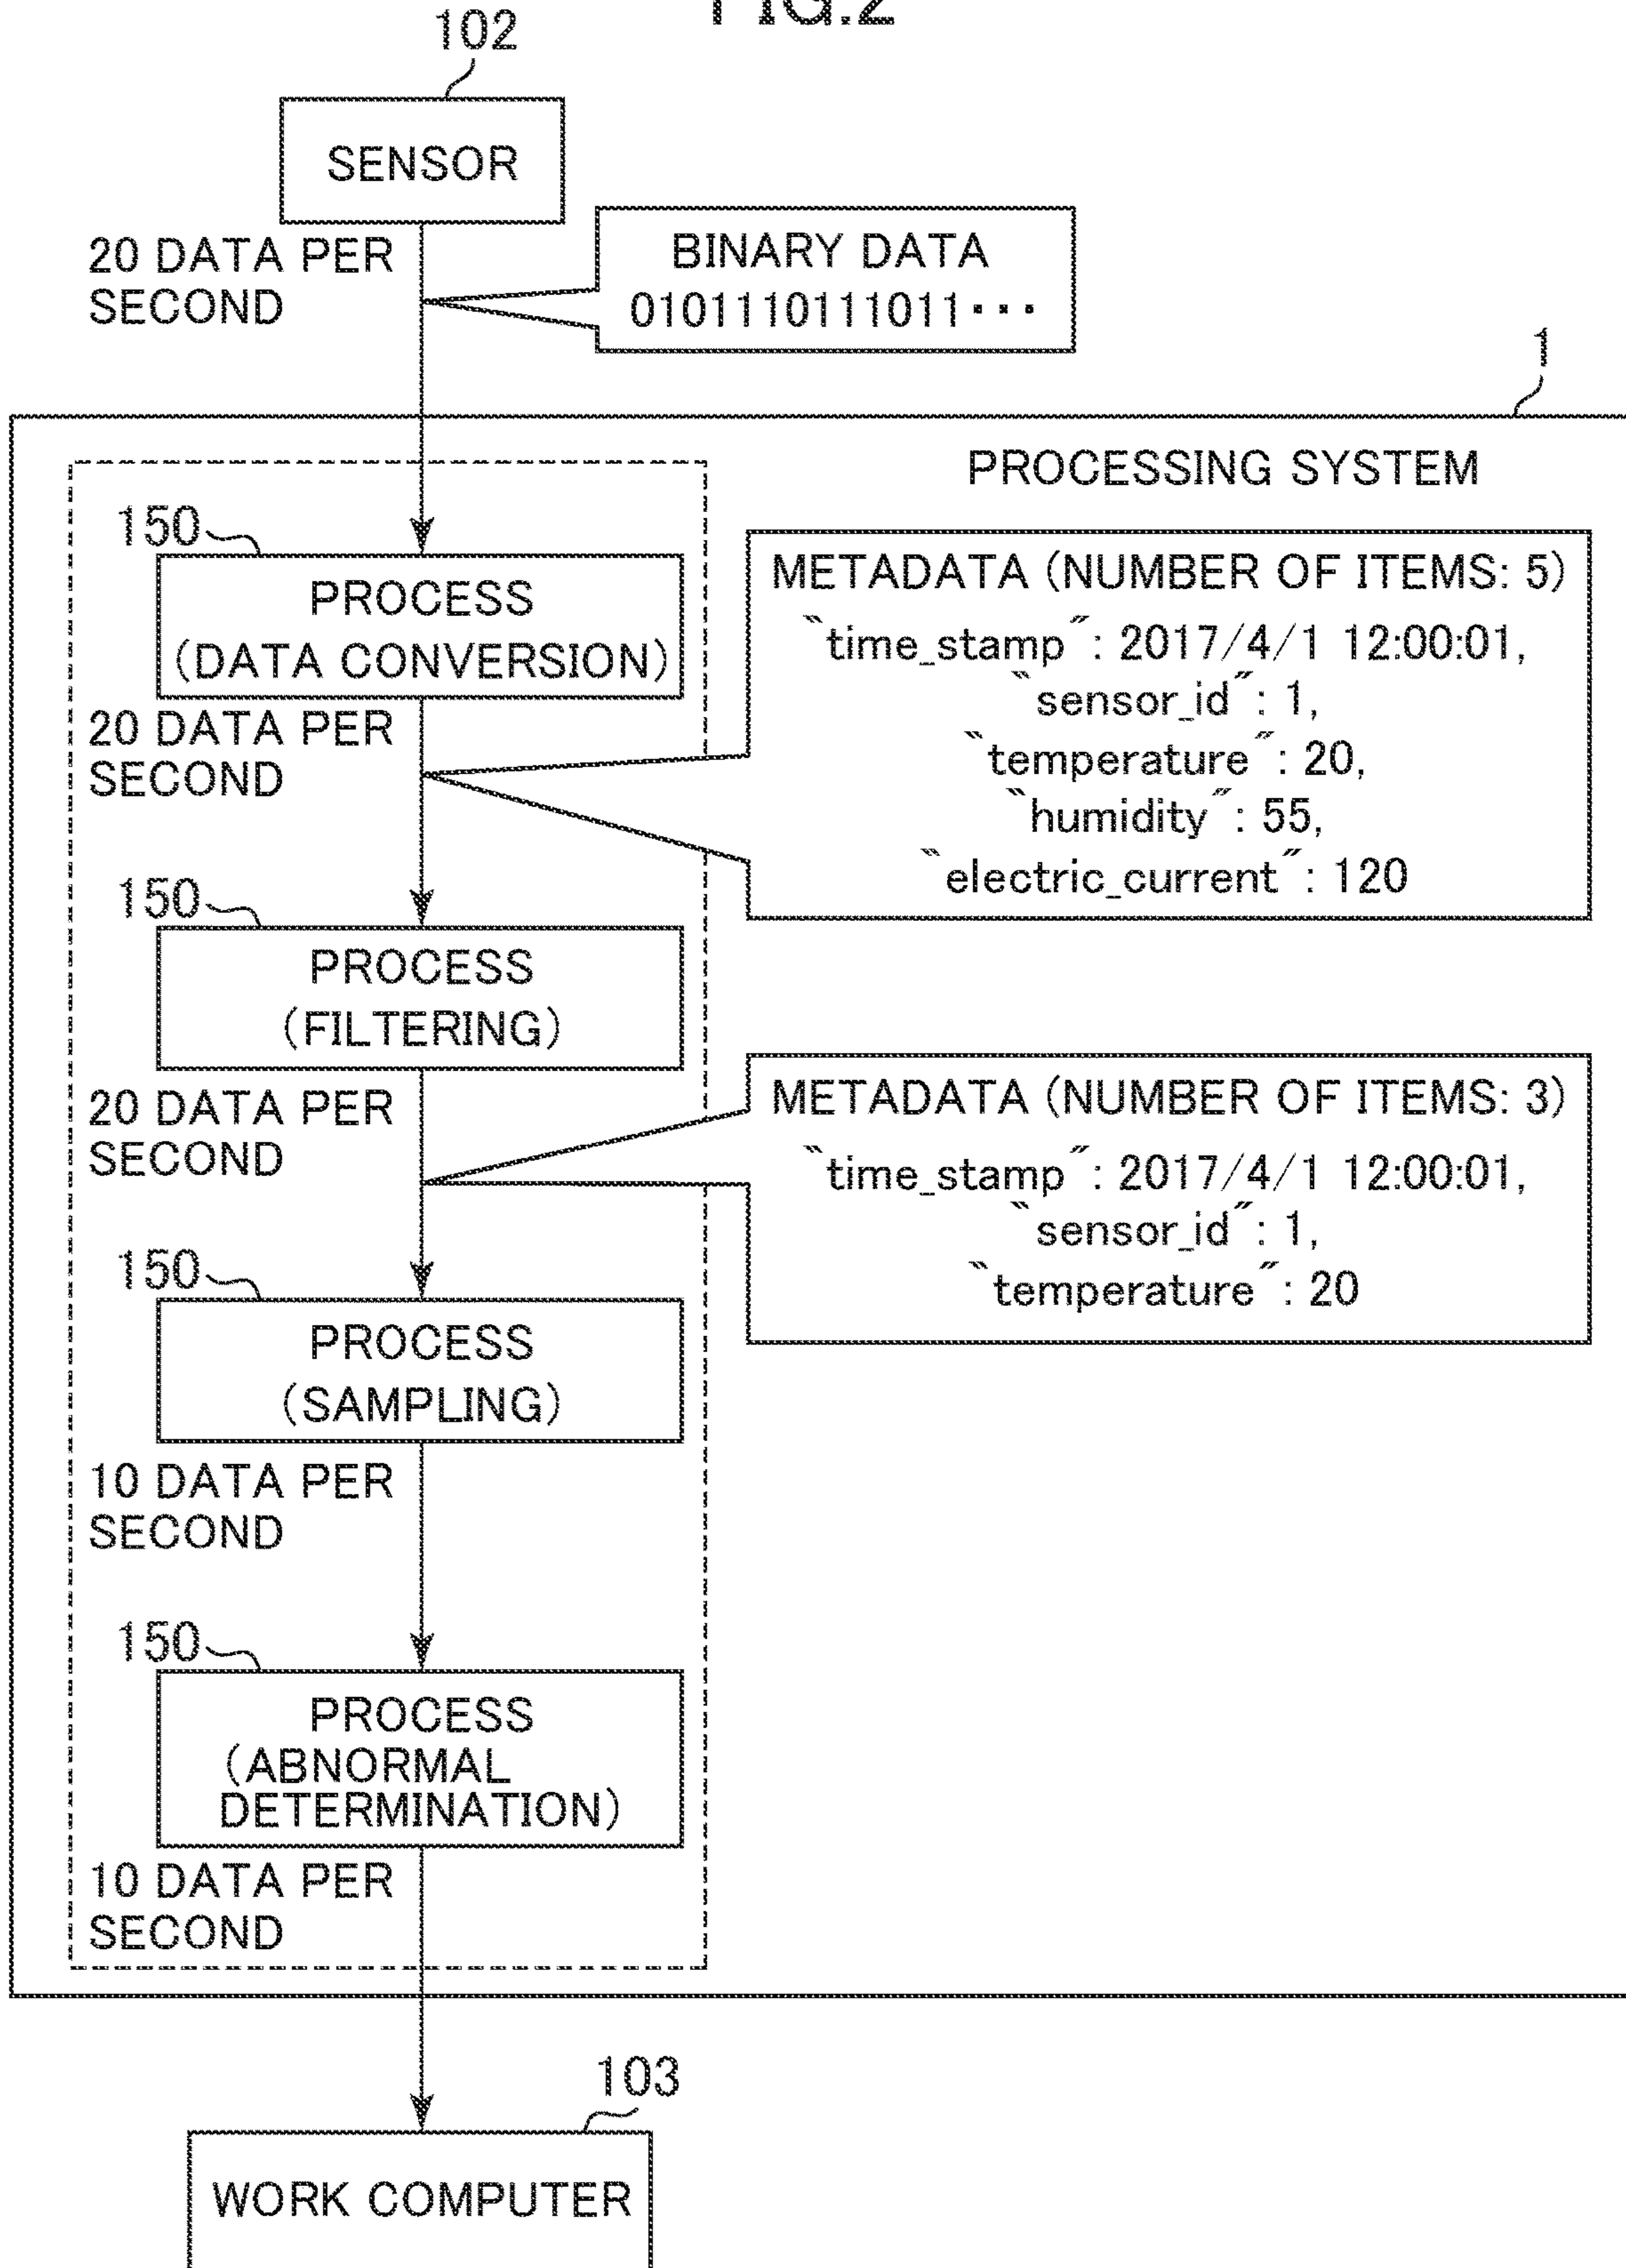 FIG.2
102
SENSOR
20 DATA PER
SECOND
BINARY DATA
0101110111011···
1
PROCESSING SYSTEM
150
PROCESS
(DATA CONVERSION)
METADATA (NUMBER OF ITEMS: 5)
‶time_stamp″: 2017/4/1 12:00:01,
‶sensor_id″: 1,
‶temperature″: 20,
‶humidity″: 55,
‶electric_current″: 120
20 DATA PER
SECOND
150
PROCESS
(FILTERING)
20 DATA PER
SECOND
METADATA (NUMBER OF ITEMS: 3)
‶time_stamp″: 2017/4/1 12:00:01,
‶sensor_id″: 1,
‶temperature″: 20
150
PROCESS
(SAMPLING)
10 DATA PER
SECOND
150
PROCESS
(ABNORMAL
DETERMINATION)
10 DATA PER
SECOND
103
WORK COMPUTER